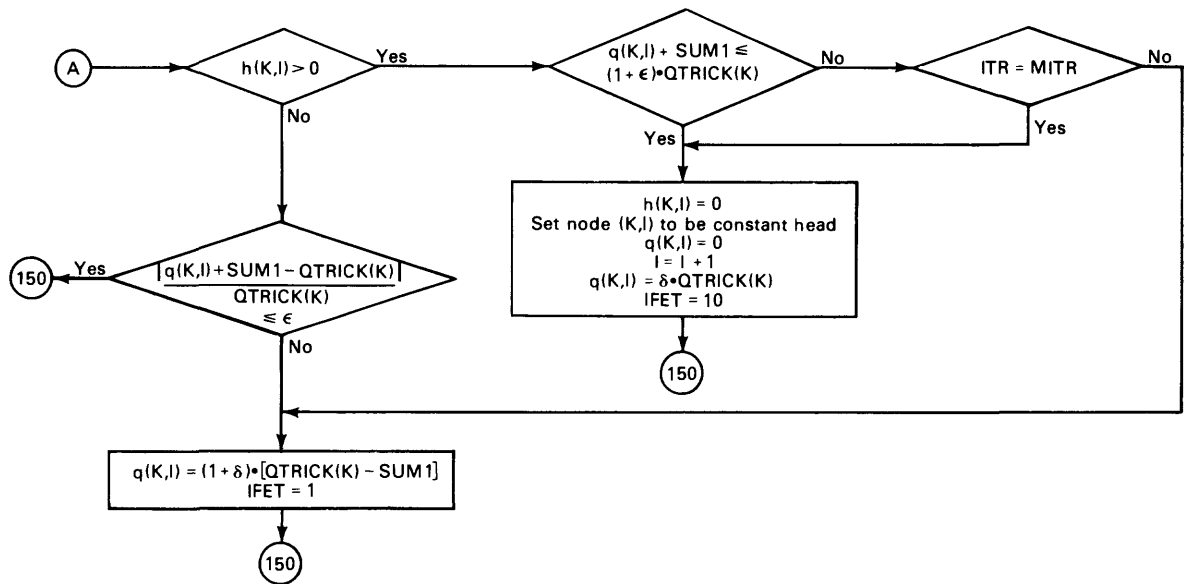 A
h(K,I) > 0
Yes
No
q(K,I) + SUM1 ≤
(1 + ϵ)•QTRICK(K)
No
Yes
ITR = MITR
No
Yes
h(K,I) = 0
Set node (K,I) to be constant head
q(K,I) = 0
I = I + 1
q(K,I) = δ•QTRICK(K)
IFET = 10
150
150
Yes
|q(K,I) + SUM1 – QTRICK(K)|
QTRICK(K)
≤ ϵ
No
q(K,I) = (1 + δ)•[QTRICK(K) – SUM1]
IFET = 1
150